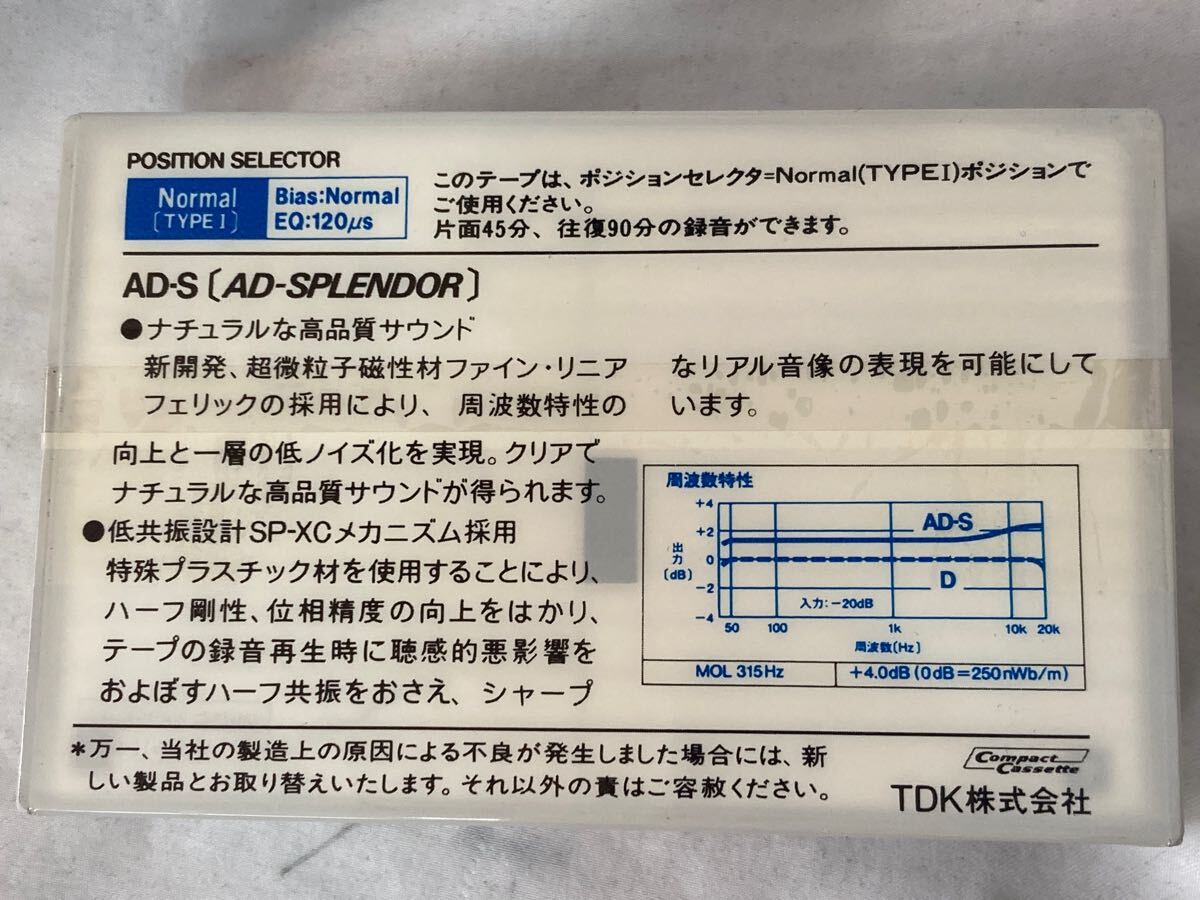 POSITION SELECTOR
Normal
[TYPE I]
Bias:Normal
EQ:120μs
このテープは、ポジションセレクタ=Normal(TYPEI)ポジションで
ご使用ください。
片面45分、往復90分の録音ができます。
AD-S〔AD-SPLENDOR〕
●ナチュラルな高品質サウンド
新開発、超微粒子磁性材ファイン・リニア
フェリックの採用により、周波数特性の
向上と一層の低ノイズ化を実現。クリアで
ナチュラルな高品質サウンドが得られます。
●低共振設計SP-XCメカニズム採用
特殊プラスチック材を使用することにより、
ハーフ剛性、位相精度の向上をはかり、
テープの録音再生時に聴感的悪影響を
およぼすハーフ共振をおさえ、シャープ
なリアル音像の表現を可能にして
います。
周波数特性
出力
(dB)
+4
+2
0
-2
-4
AD-S
D
入力:-20dB
50 100 1k 10k 20k
周波数(Hz)
MOL 315Hz
+4.0dB(0dB=250nWb/m)
*万一、当社の製造上の原因による不良が発生しました場合には、新
しい製品とお取り替えいたします。それ以外の責はご容赦ください。
Compact
Cassette
TDK株式会社